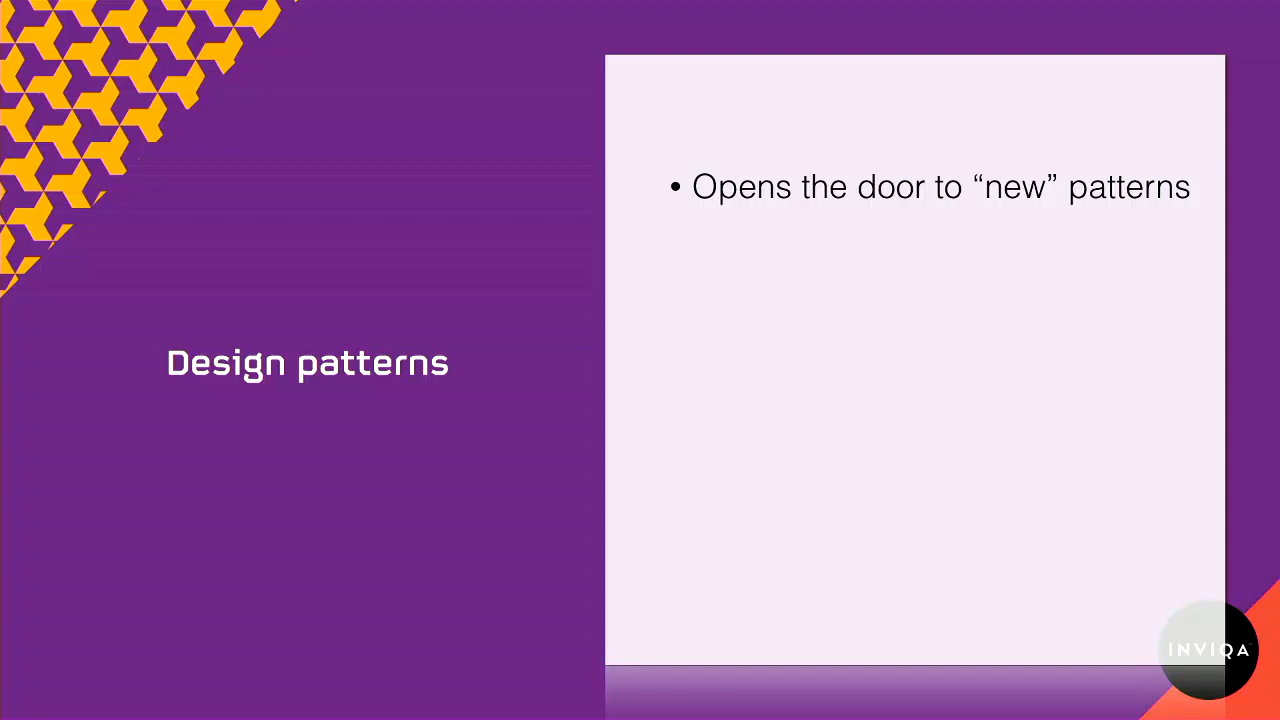 Design patterns
• Opens the door to “new” patterns
INVIQA